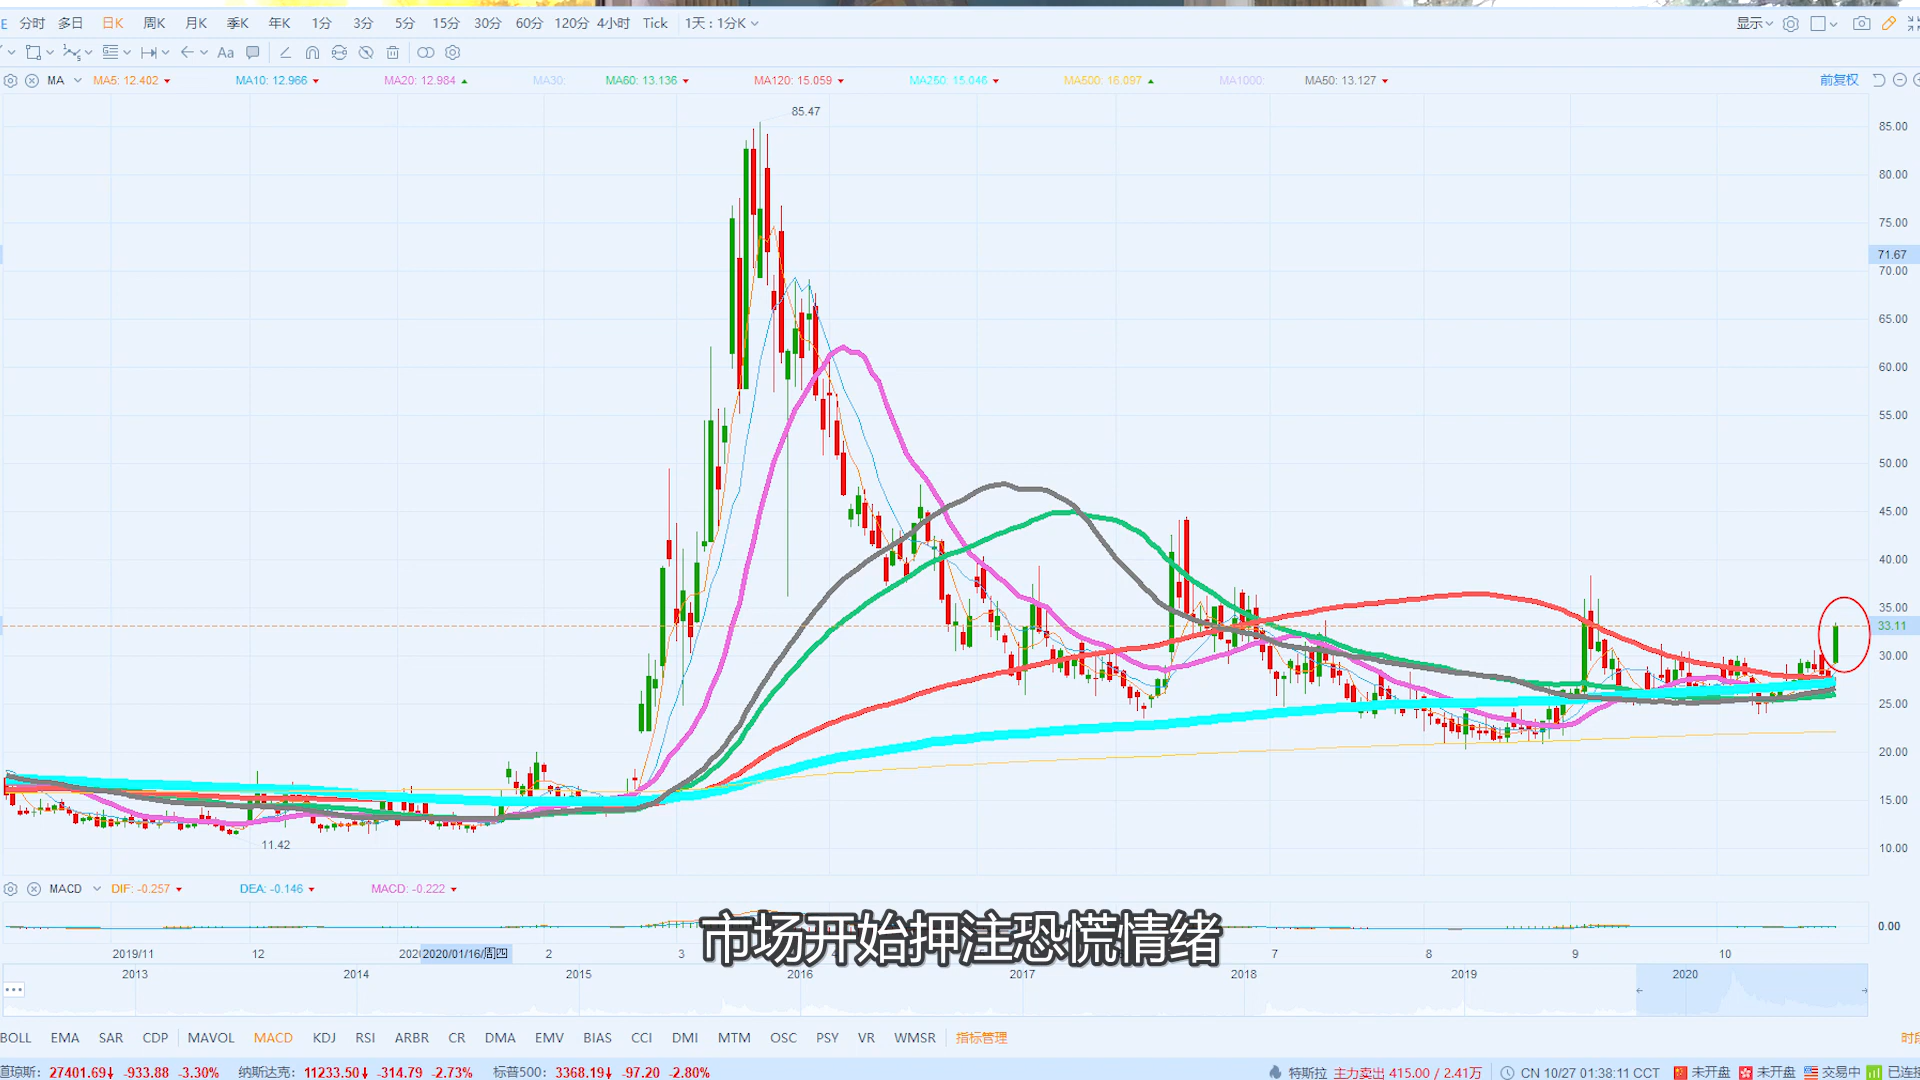 E 分时 多日 日K 周K 月K 季K 年K 1分 3分 5分 15分 30分 60分 120分 4小时 Tick 1天 : 1分K 显示
Aa
MA MA5: 12.402 MA10: 12.966 MA20: 12.984 MA30: MA60: 13.136 MA120: 15.059 MA250: 15.046 MA500: 16.097 MA1000: MA50: 13.127 前复权
85.47
85.00
80.00
75.00
71.67
70.00
65.00
60.00
55.00
50.00
45.00
40.00
35.00
33.11
30.00
25.00
20.00
15.00
11.42
10.00
MACD DIF: -0.257 DEA: -0.146 MACD: -0.222
0.00
市场开始押注恐慌情绪
2019/11 12 202 2020/01/16/周四 2 3 4 7 8 9 10
2013 2014 2015 2016 2017 2018 2019 2020
BOLL EMA SAR CDP MAVOL MACD KDJ RSI ARBR CR DMA EMV BIAS CCI DMI MTM OSC PSY VR WMSR 指标管理 时段
道琼斯: 27401.69↓ -933.88 -3.30% 纳斯达克: 11233.50↓ -314.79 -2.73% 标普500: 3368.19↓ -97.20 -2.80% 特斯拉 主力卖出 415.00 / 2.41万 CN 10/27 01:38:11 CCT 未开盘 未开盘 交易中 已连接